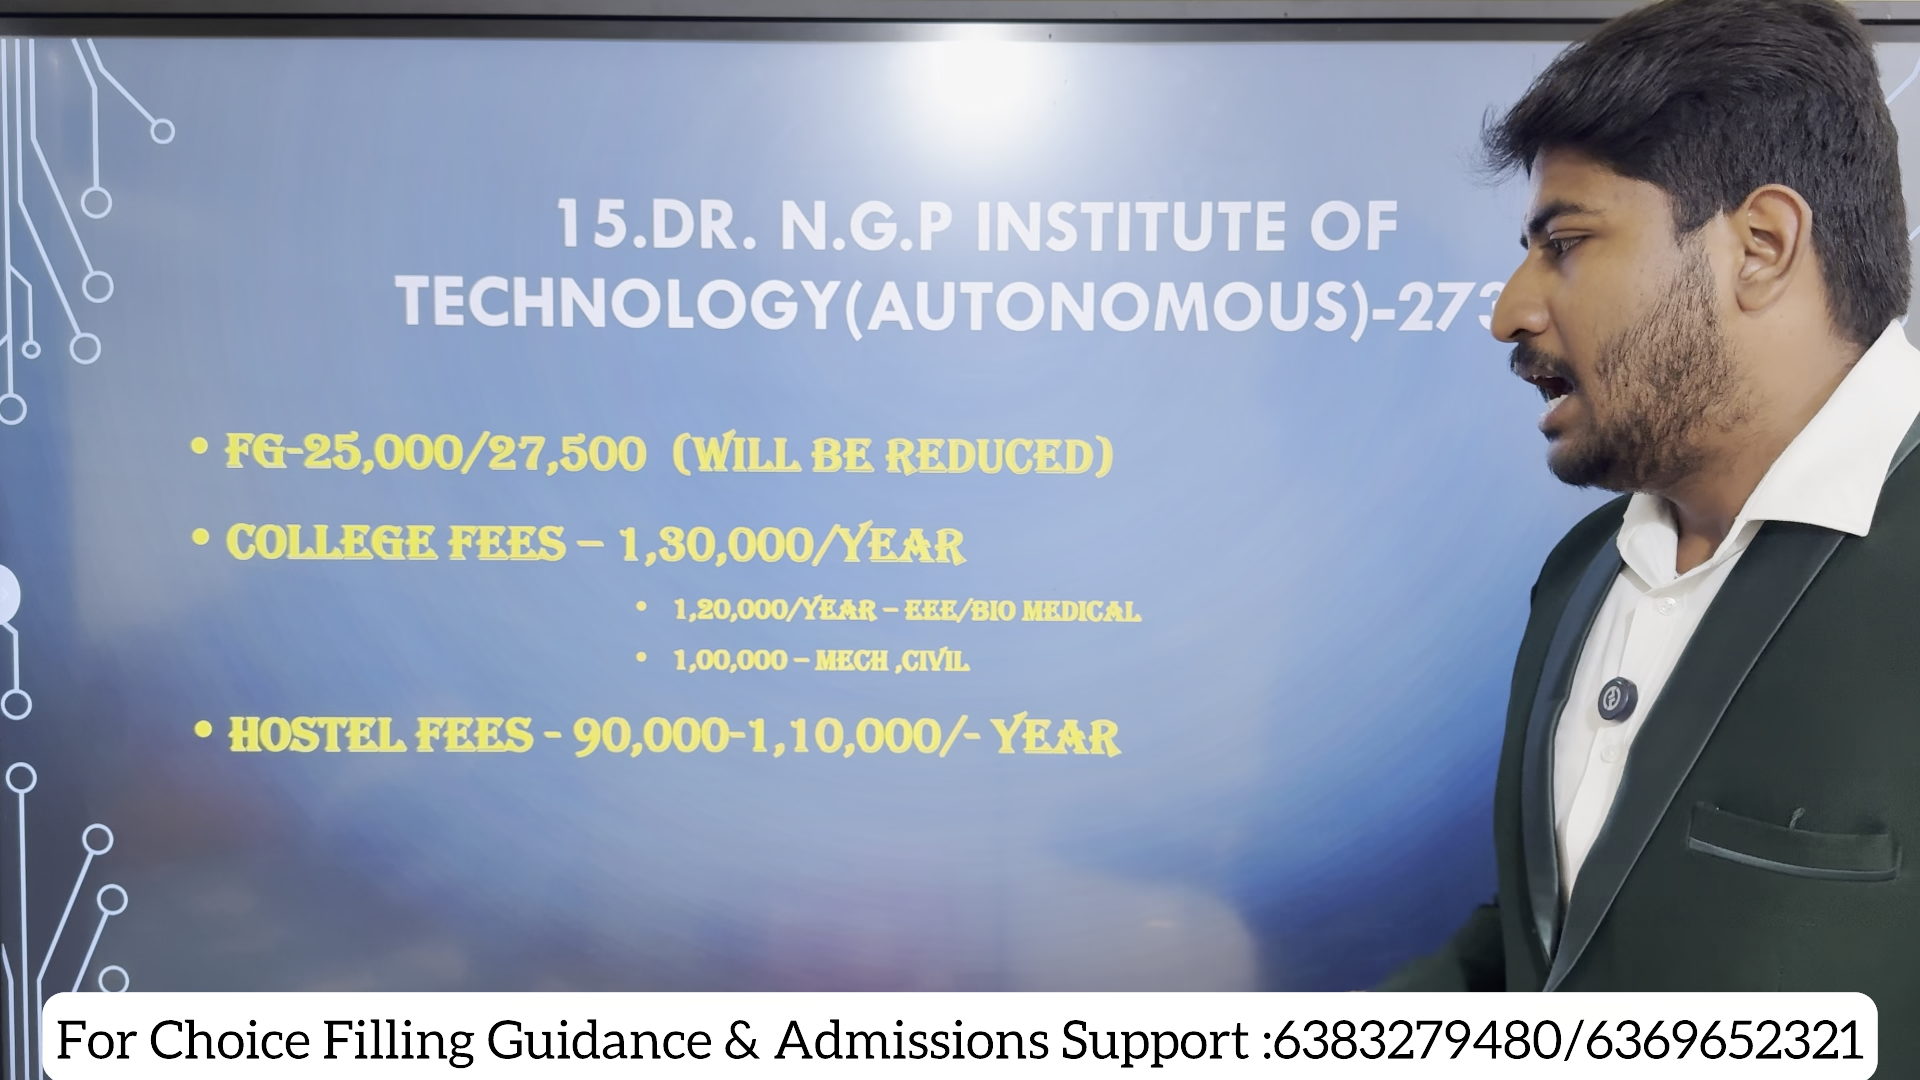 15.DR. N.G.P INSTITUTE OF
TECHNOLOGY(AUTONOMOUS)-273
• FG-25,000/27,500 (WILL BE REDUCED)
• COLLEGE FEES – 1,30,000/YEAR
• 1,20,000/YEAR – EEE/BIO MEDICAL
• 1,00,000 – MECH ,CIVIL
• HOSTEL FEES - 90,000-1,10,000/- YEAR
For Choice Filling Guidance & Admissions Support :6383279480/6369652321